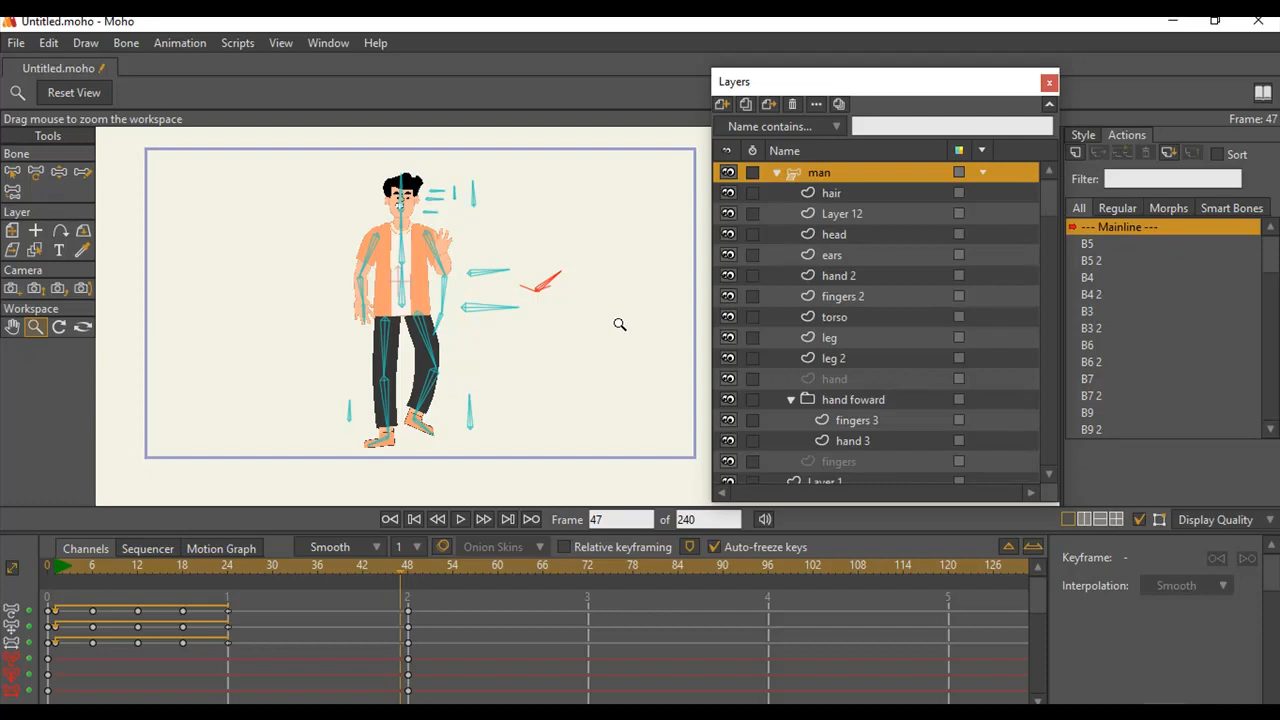 Untitled.moho - Moho
File Edit Draw Bone Animation Scripts View Window Help
Untitled.moho
Reset View
Drag mouse to zoom the workspace
Frame: 47
Tools
Bone
Layer
Camera
Workspace
Layers
Name contains...
Name
man
hair
Layer 12
head
ears
hand 2
fingers 2
torso
leg
leg 2
hand
hand foward
fingers 3
hand 3
fingers
Layer 1
Style Actions
Sort
Filter:
All Regular Morphs Smart Bones
--- Mainline ---
B5
B5 2
B4
B4 2
B3
B3 2
B6
B6 2
B7
B7 2
B9
B9 2
Frame 47 of 240
Display Quality
Channels Sequencer Motion Graph Smooth 1 Onion Skins Relative keyframing Auto-freeze keys
0 6 12 18 24 30 36 42 48 54 60 66 72 78 84 90 96 102 108 114 120 126
0 1 2 3 4 5
Keyframe: -
Interpolation: Smooth